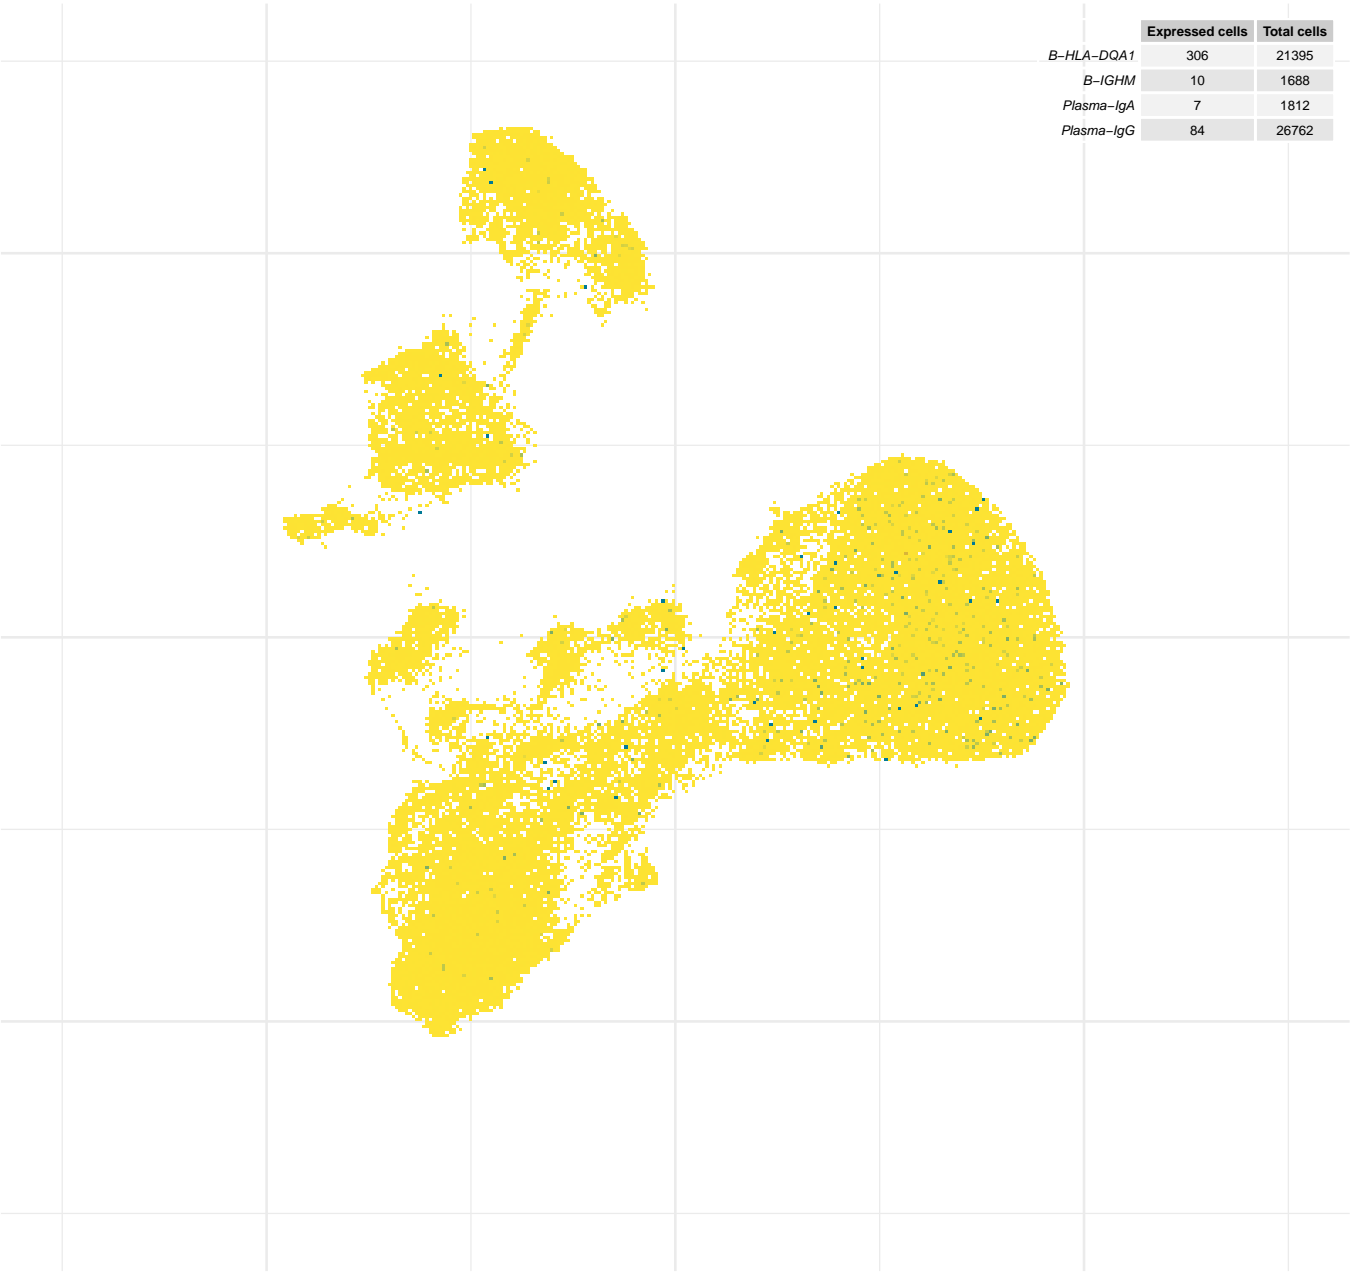 Expressed cells Total cells
B−HLA−DQA1 306 21395
B−IGHM 10 1688
Plasma−IgA 7 1812
Plasma−IgG 84 26762